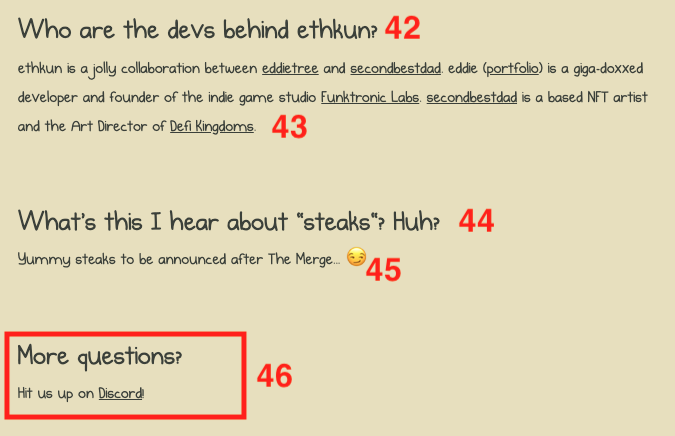 Who are the devs behind ethkun? 42
ethkun is a jolly collaboration between eddietree and secondbestdad. eddie (portfolio) is a giga-doxxed
developer and founder of the indie game studio Funktronic Labs. secondbestdad is a based NFT artist
and the Art Director of Defi Kingdoms. 43
What's this I hear about "steaks"? Huh? 44
Yummy steaks to be announced after The Merge... 😏 45
More questions? 46
Hit us up on Discord!